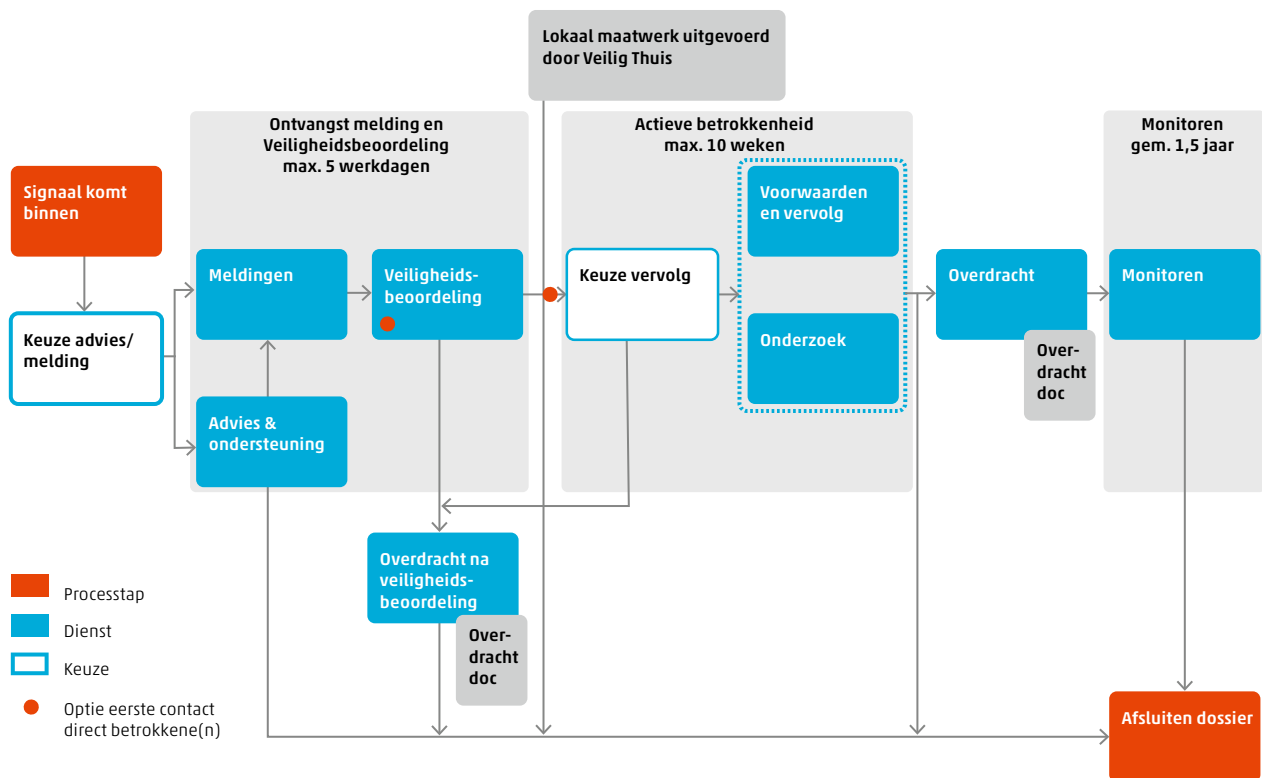 Lokaal maatwerk uitgevoerd
door Veilig Thuis
Ontvangst melding en
Veiligheidsbeoordeling
max. 5 werkdagen
Actieve betrokkenheid
max. 10 weken
Monitoren
gem. 1,5 jaar
Signaal komt
binnen
Keuze advies/
melding
Meldingen
Advies &
ondersteuning
Veiligheids-
beoordeling
Keuze vervolg
Voorwaarden
en vervolg
Onderzoek
Overdracht
Over-
dracht
doc
Monitoren
Overdracht na
veiligheids-
beoordeling
Over-
dracht
doc
Afsluiten dossier
Processtap
Dienst
Keuze
Optie eerste contact
direct betrokkene(n)